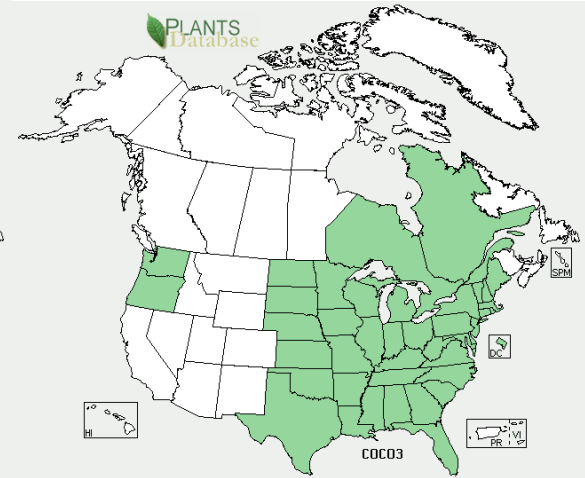 PLANTS
Database
SPM
DC
HI
PR
VI
COCO3